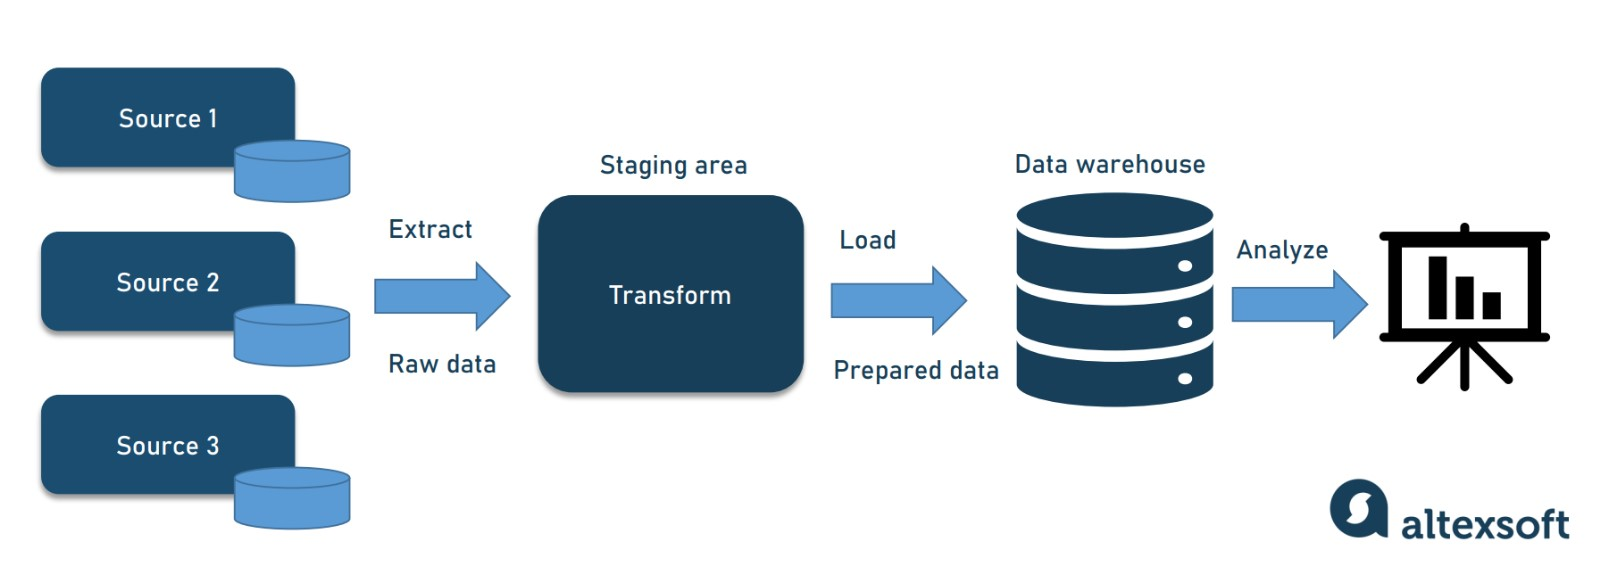 Source 1
Source 2
Source 3
Extract
Raw data
Staging area
Transform
Load
Prepared data
Data warehouse
Analyze
altexsoft